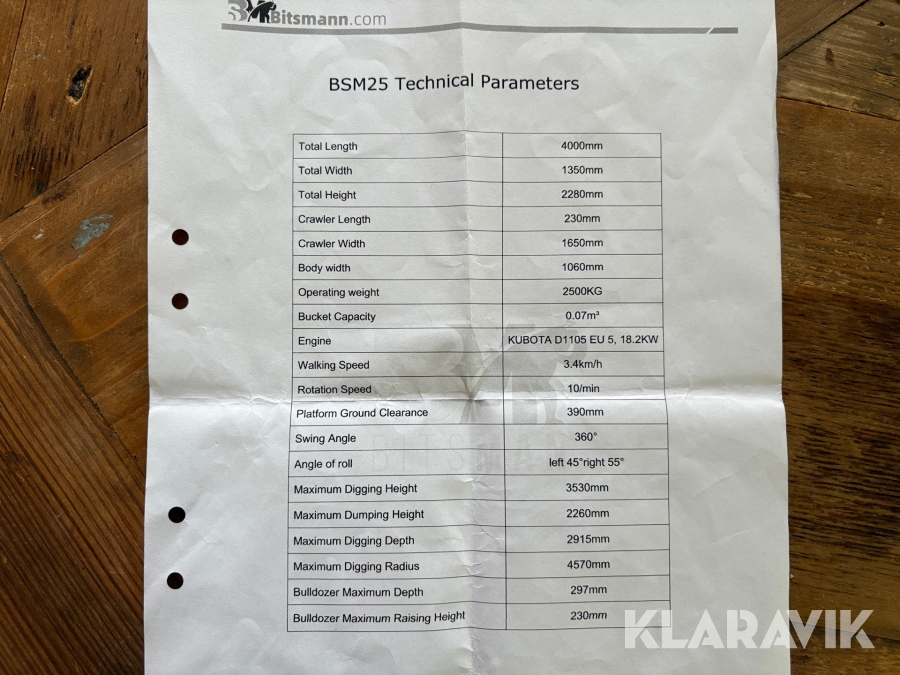 Bitsmann.com
BSM25 Technical Parameters
Total Length 4000mm
Total Width 1350mm
Total Height 2280mm
Crawler Length 230mm
Crawler Width 1650mm
Body width 1060mm
Operating weight 2500KG
Bucket Capacity 0.07m³
Engine KUBOTA D1105 EU 5, 18.2KW
Walking Speed 3.4km/h
Rotation Speed 10/min
Platform Ground Clearance 390mm
Swing Angle 360°
Angle of roll left 45°right 55°
Maximum Digging Height 3530mm
Maximum Dumping Height 2260mm
Maximum Digging Depth 2915mm
Maximum Digging Radius 4570mm
Bulldozer Maximum Depth 297mm
Bulldozer Maximum Raising Height 230mm
KLARAVIK